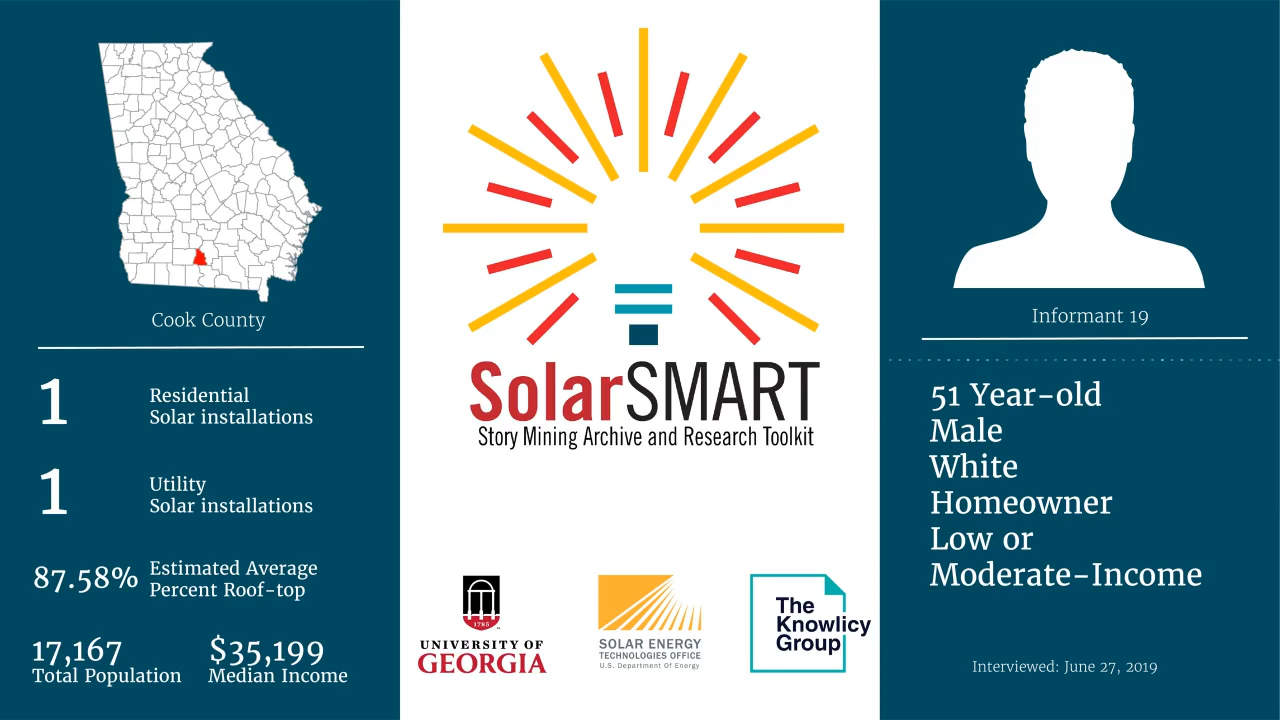 Cook County
1
Residential
Solar installations
1
Utility
Solar installations
87.58%
Estimated Average
Percent Roof-top
17,167
Total Population
$35,199
Median Income
SolarSMART
Story Mining Archive and Research Toolkit
1785
UNIVERSITY OF
GEORGIA
SOLAR ENERGY
TECHNOLOGIES OFFICE
U.S. Department Of Energy
The
Knowlicy
Group
Informant 19
51 Year-old
Male
White
Homeowner
Low or
Moderate-Income
Interviewed: June 27, 2019